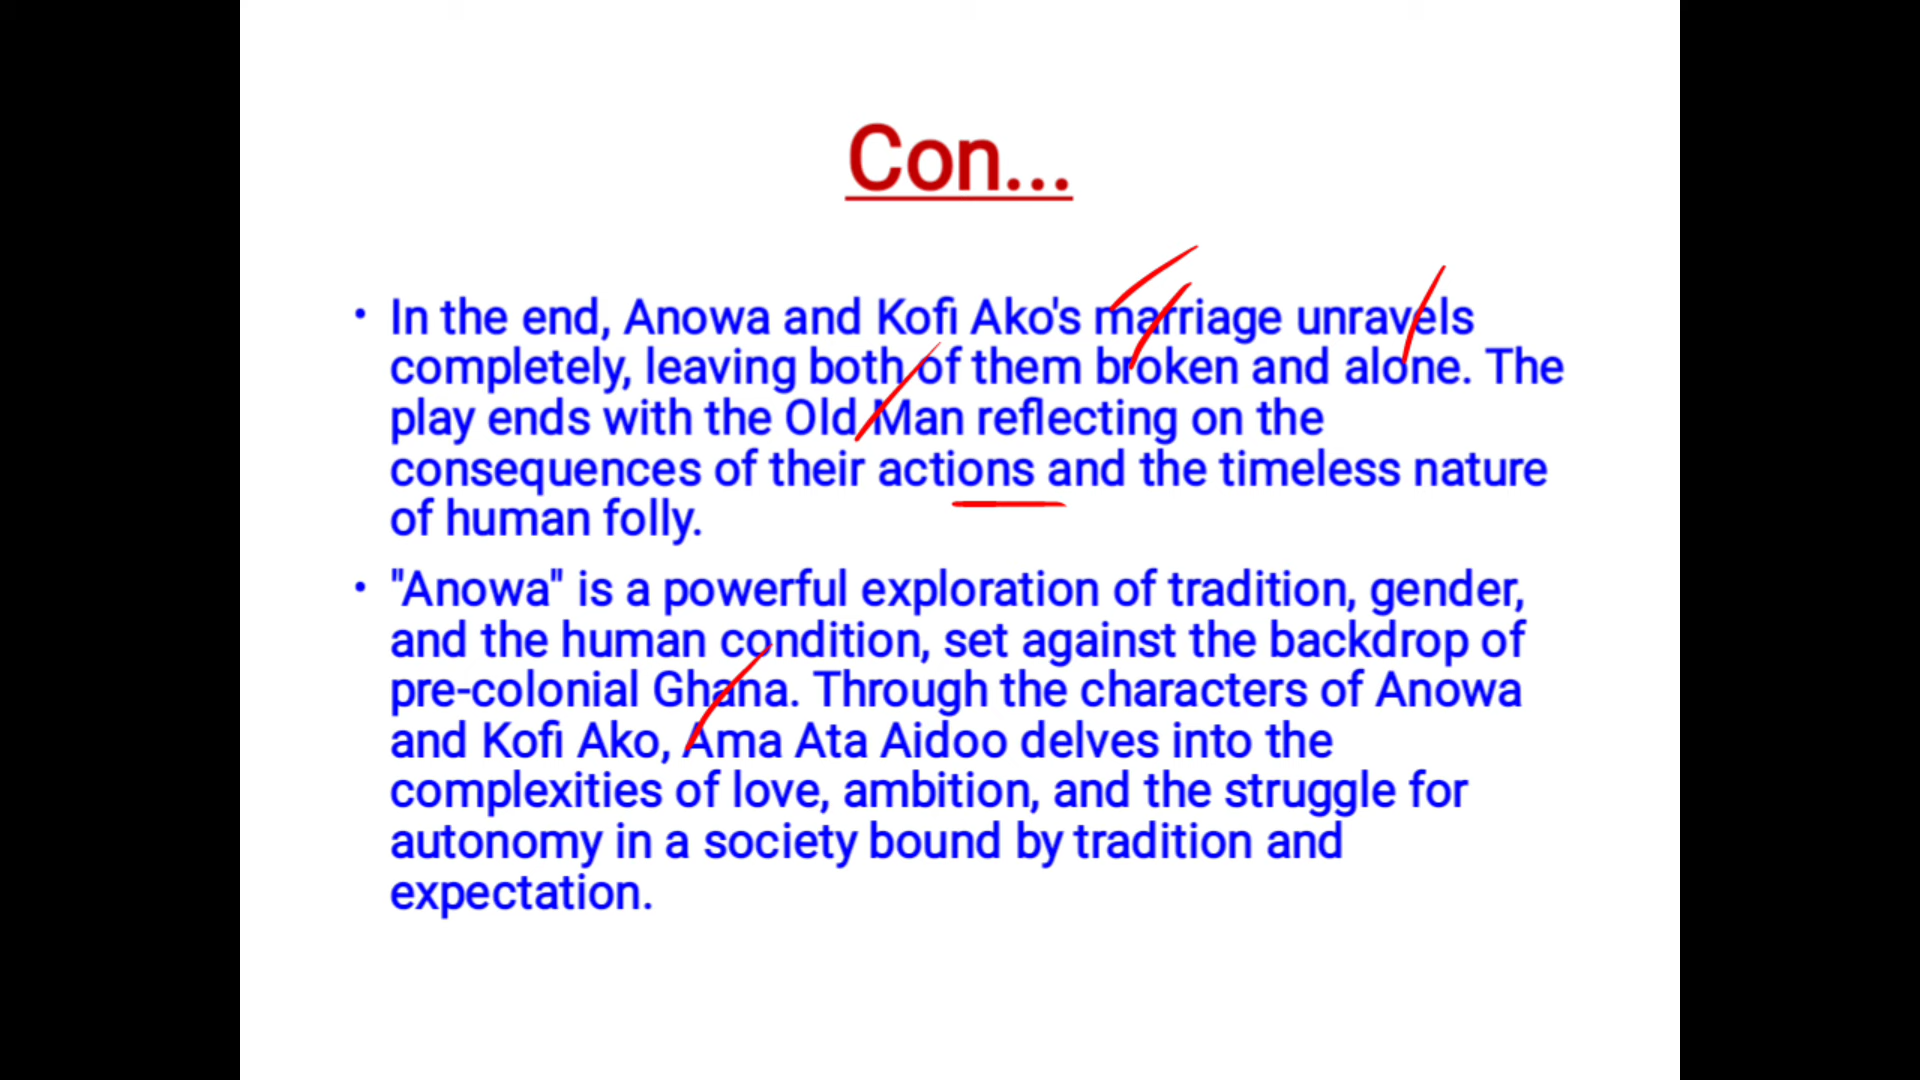 Con...
• In the end, Anowa and Kofi Ako's marriage unravels
completely, leaving both of them broken and alone. The
play ends with the Old Man reflecting on the
consequences of their actions and the timeless nature
of human folly.
• "Anowa" is a powerful exploration of tradition, gender,
and the human condition, set against the backdrop of
pre-colonial Ghana. Through the characters of Anowa
and Kofi Ako, Ama Ata Aidoo delves into the
complexities of love, ambition, and the struggle for
autonomy in a society bound by tradition and
expectation.